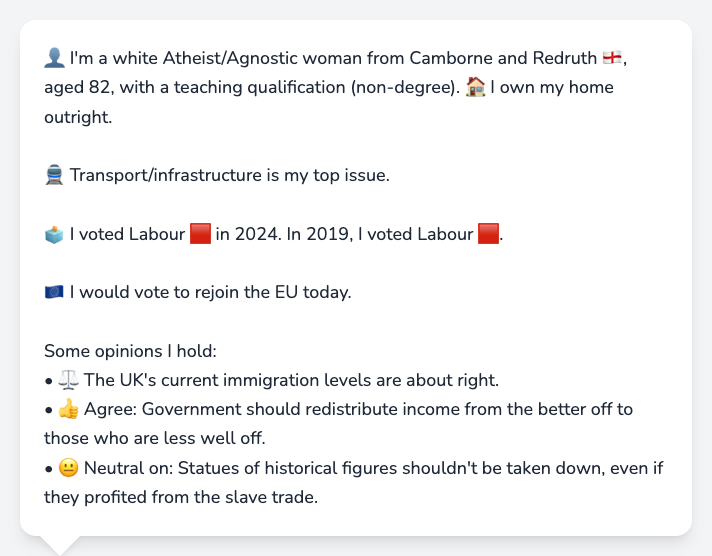 👤 I'm a white Atheist/Agnostic woman from Camborne and Redruth 🏴󠁧󠁢󠁥󠁮󠁧󠁿,
aged 82, with a teaching qualification (non-degree). 🏠 I own my home
outright.
🚆 Transport/infrastructure is my top issue.
🗳️ I voted Labour 🟥 in 2024. In 2019, I voted Labour 🟥.
🇪🇺 I would vote to rejoin the EU today.
Some opinions I hold:
• ⚖️ The UK's current immigration levels are about right.
• 👍 Agree: Government should redistribute income from the better off to
those who are less well off.
• 😐 Neutral on: Statues of historical figures shouldn't be taken down, even if
they profited from the slave trade.